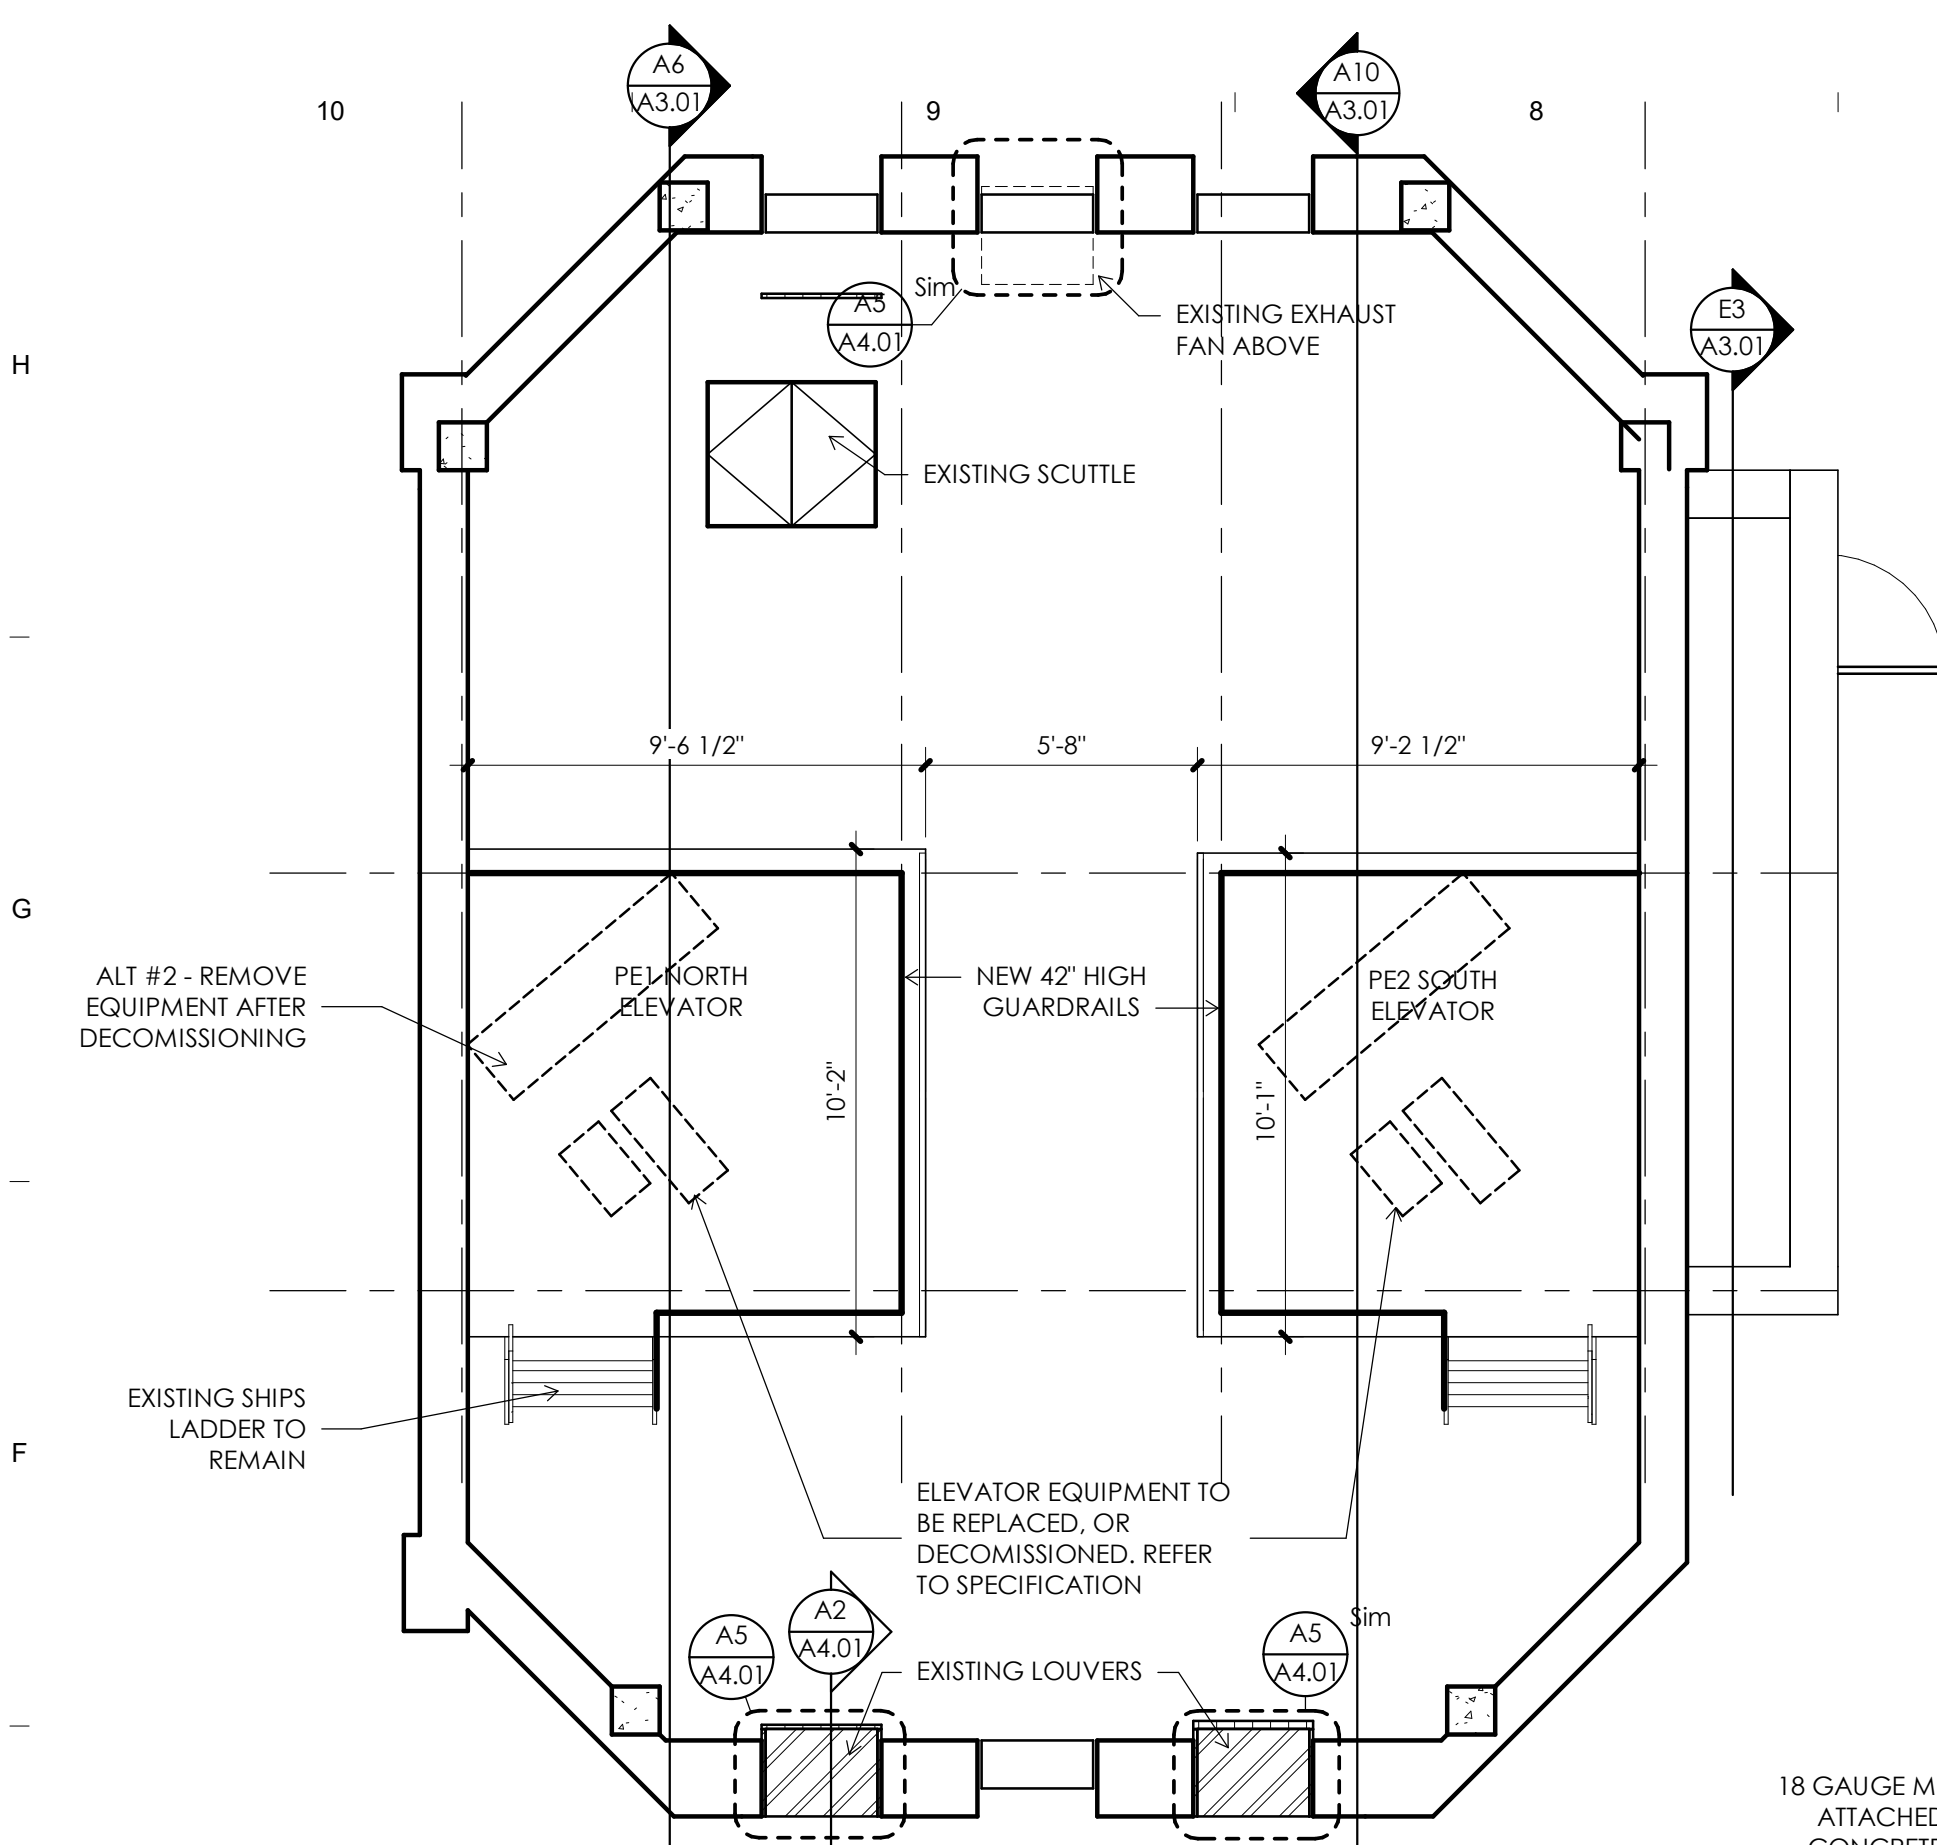 A6
A3.01
A10
A3.01
10
9
8
Sim
A5
A4.01
EXISTING EXHAUST
FAN ABOVE
E3
A3.01
H
EXISTING SCUTTLE
9'-6 1/2"
5'-8"
9'-2 1/2"
G
ALT #2 - REMOVE
EQUIPMENT AFTER
DECOMISSIONING
PE1 NORTH
ELEVATOR
NEW 42" HIGH
GUARDRAILS
PE2 SOUTH
ELEVATOR
10'-2"
10'-1"
EXISTING SHIPS
LADDER TO
REMAIN
F
ELEVATOR EQUIPMENT TO
BE REPLACED, OR
DECOMISSIONED. REFER
TO SPECIFICATION
A5
A4.01
A2
A4.01
EXISTING LOUVERS
A5
A4.01
Sim
18 GAUGE M
ATTACHED
CONCRETE